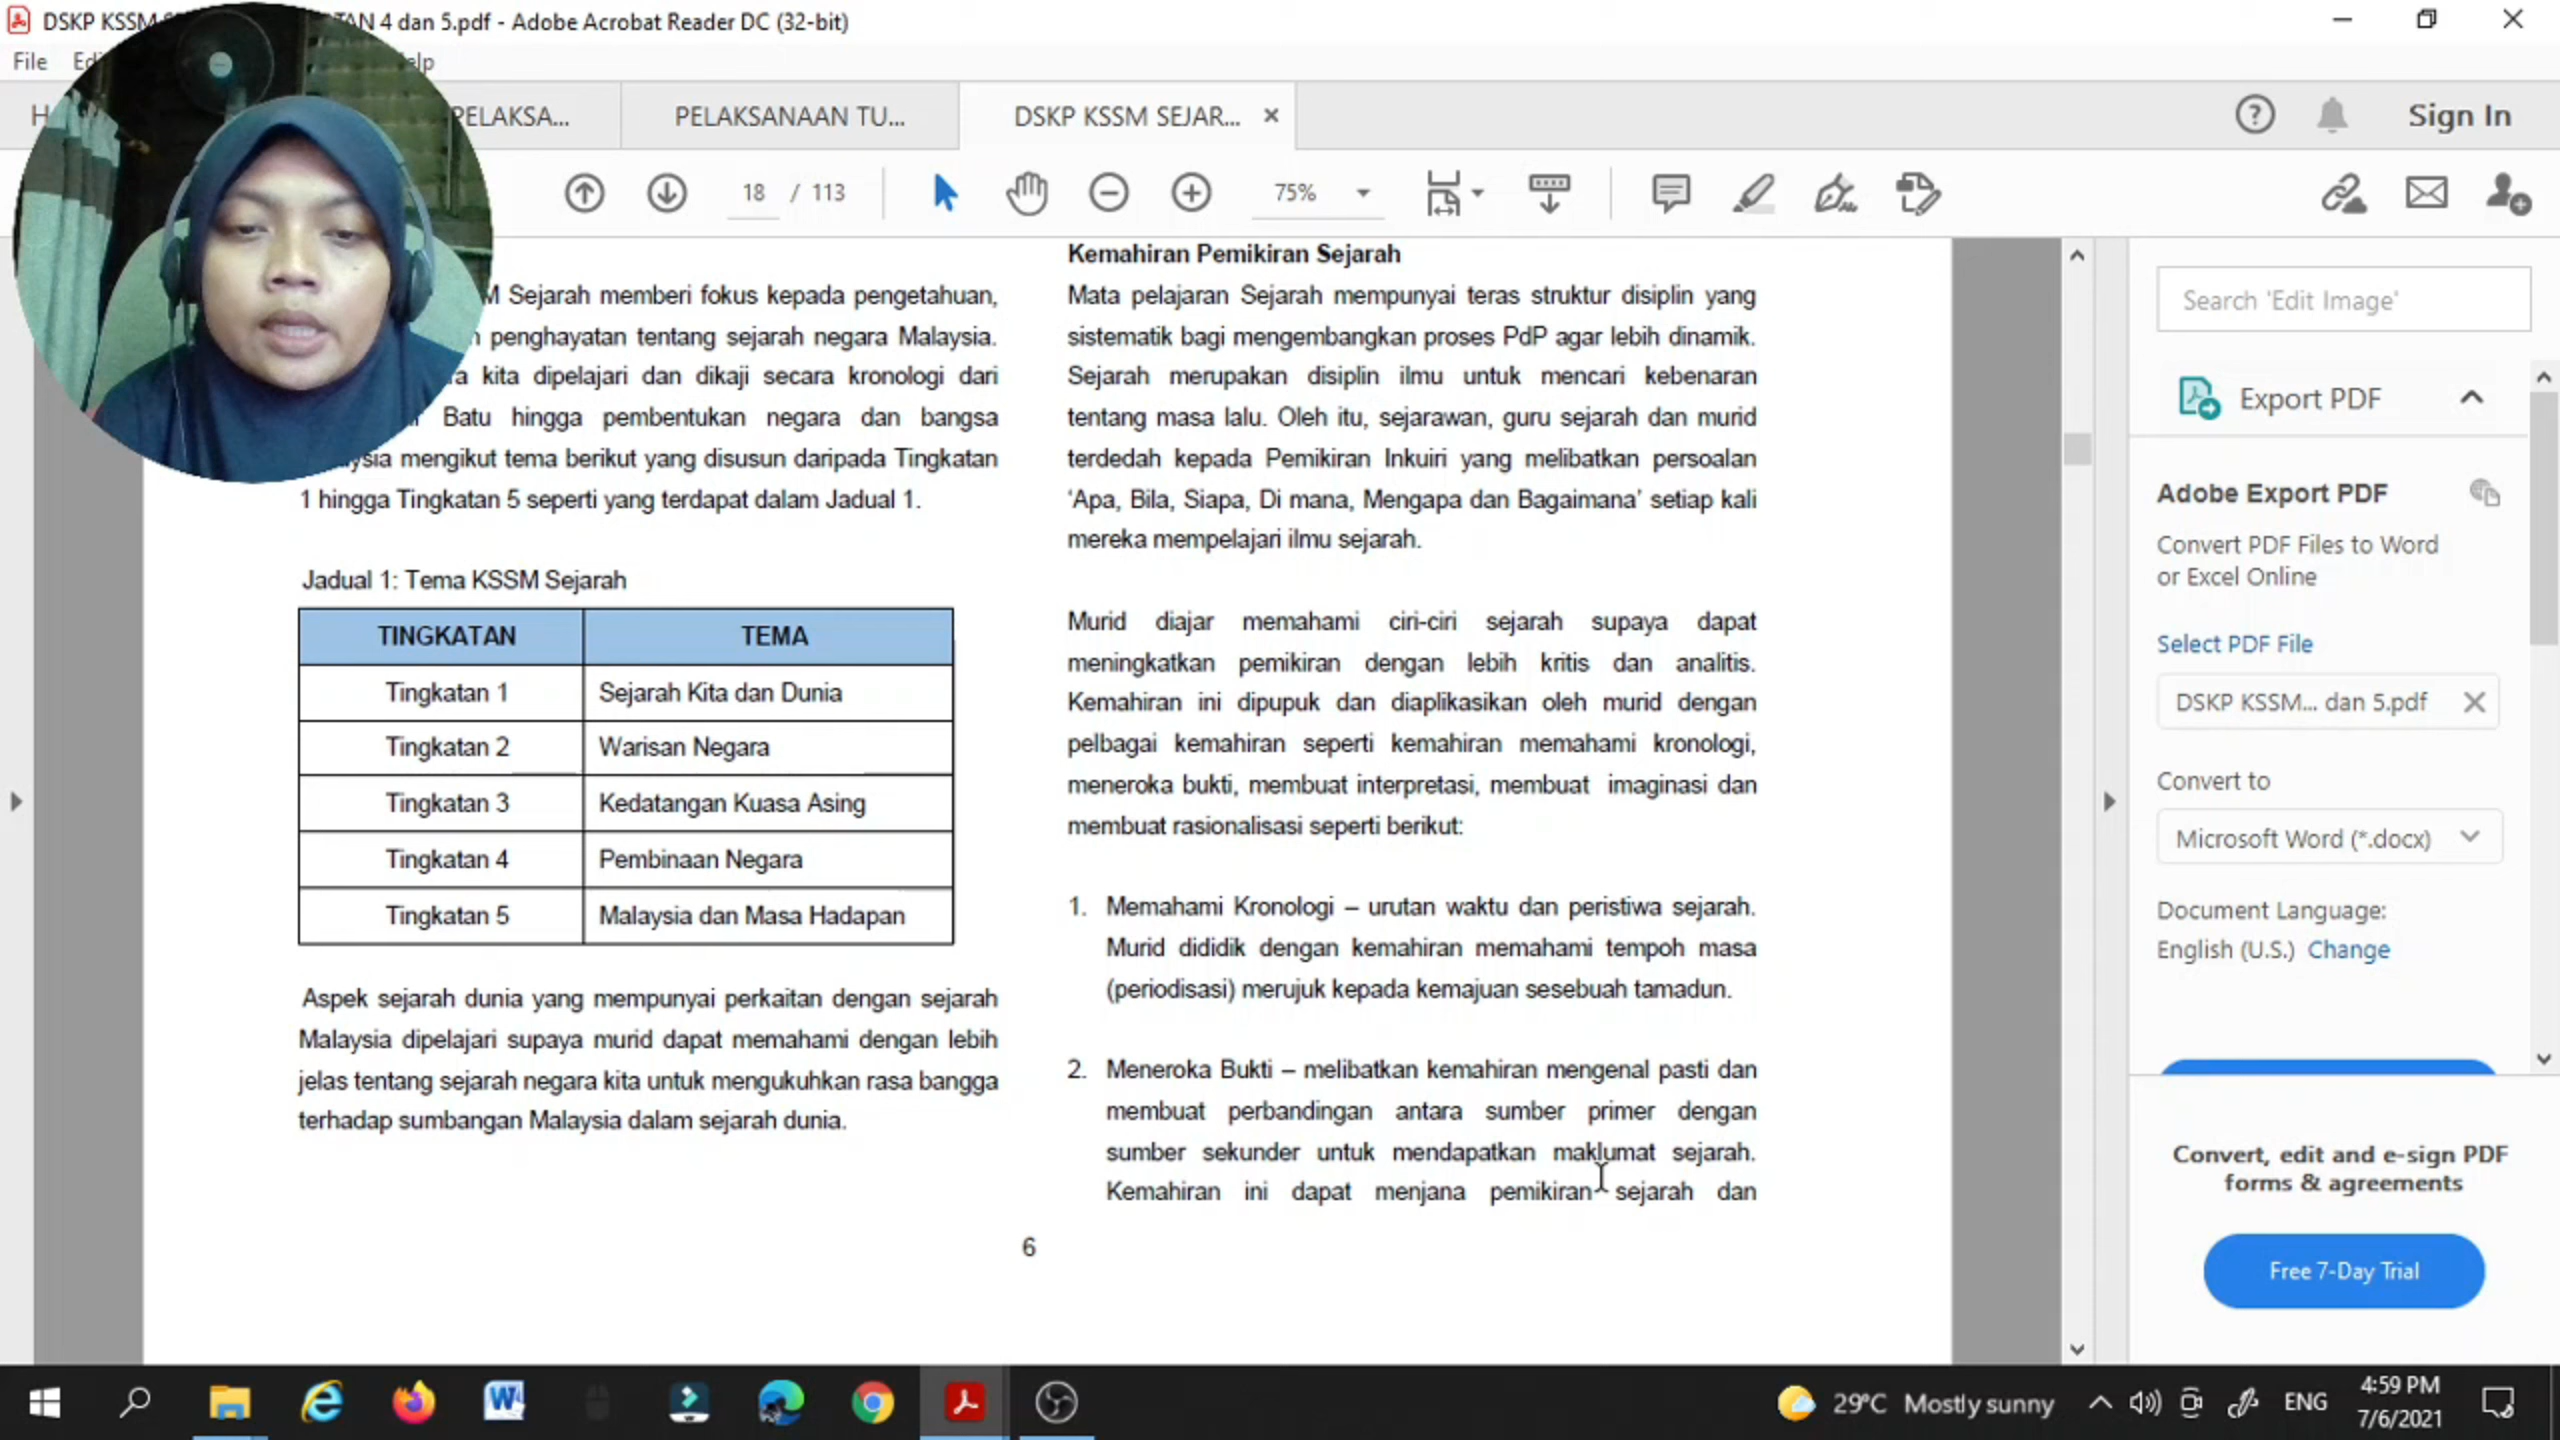 DSKP KSSM
TAN 4 dan 5.pdf - Adobe Acrobat Reader DC (32-bit)
File
PELAKSA...
PELAKSANAAN TU...
DSKP KSSM SEJAR...
Sign In
18 / 113
75%
Sejarah memberi fokus kepada pengetahuan,
penghayatan tentang sejarah negara Malaysia.
kita dipelajari dan dikaji secara kronologi dari
Batu hingga pembentukan negara dan bangsa
mengikut tema berikut yang disusun daripada Tingkatan
1 hingga Tingkatan 5 seperti yang terdapat dalam Jadual 1.
Jadual 1: Tema KSSM Sejarah
TINGKATAN TEMA
Tingkatan 1 Sejarah Kita dan Dunia
Tingkatan 2 Warisan Negara
Tingkatan 3 Kedatangan Kuasa Asing
Tingkatan 4 Pembinaan Negara
Tingkatan 5 Malaysia dan Masa Hadapan
Aspek sejarah dunia yang mempunyai perkaitan dengan sejarah
Malaysia dipelajari supaya murid dapat memahami dengan lebih
jelas tentang sejarah negara kita untuk mengukuhkan rasa bangga
terhadap sumbangan Malaysia dalam sejarah dunia.
Kemahiran Pemikiran Sejarah
Mata pelajaran Sejarah mempunyai teras struktur disiplin yang
sistematik bagi mengembangkan proses PdP agar lebih dinamik.
Sejarah merupakan disiplin ilmu untuk mencari kebenaran
tentang masa lalu. Oleh itu, sejarawan, guru sejarah dan murid
terdedah kepada Pemikiran Inkuiri yang melibatkan persoalan
‘Apa, Bila, Siapa, Di mana, Mengapa dan Bagaimana’ setiap kali
mereka mempelajari ilmu sejarah.
Murid diajar memahami ciri-ciri sejarah supaya dapat
meningkatkan pemikiran dengan lebih kritis dan analitis.
Kemahiran ini dipupuk dan diaplikasikan oleh murid dengan
pelbagai kemahiran seperti kemahiran memahami kronologi,
meneroka bukti, membuat interpretasi, membuat imaginasi dan
membuat rasionalisasi seperti berikut:
1. Memahami Kronologi – urutan waktu dan peristiwa sejarah.
Murid dididik dengan kemahiran memahami tempoh masa
(periodisasi) merujuk kepada kemajuan sesebuah tamadun.
2. Meneroka Bukti – melibatkan kemahiran mengenal pasti dan
membuat perbandingan antara sumber primer dengan
sumber sekunder untuk mendapatkan maklumat sejarah.
Kemahiran ini dapat menjana pemikiran sejarah dan
6
Search 'Edit Image'
Export PDF
Adobe Export PDF
Convert PDF Files to Word
or Excel Online
Select PDF File
DSKP KSSM... dan 5.pdf
Convert to
Microsoft Word (*.docx)
Document Language:
English (U.S.) Change
Convert, edit and e-sign PDF
forms & agreements
Free 7-Day Trial
29°C Mostly sunny
ENG
4:59 PM
7/6/2021